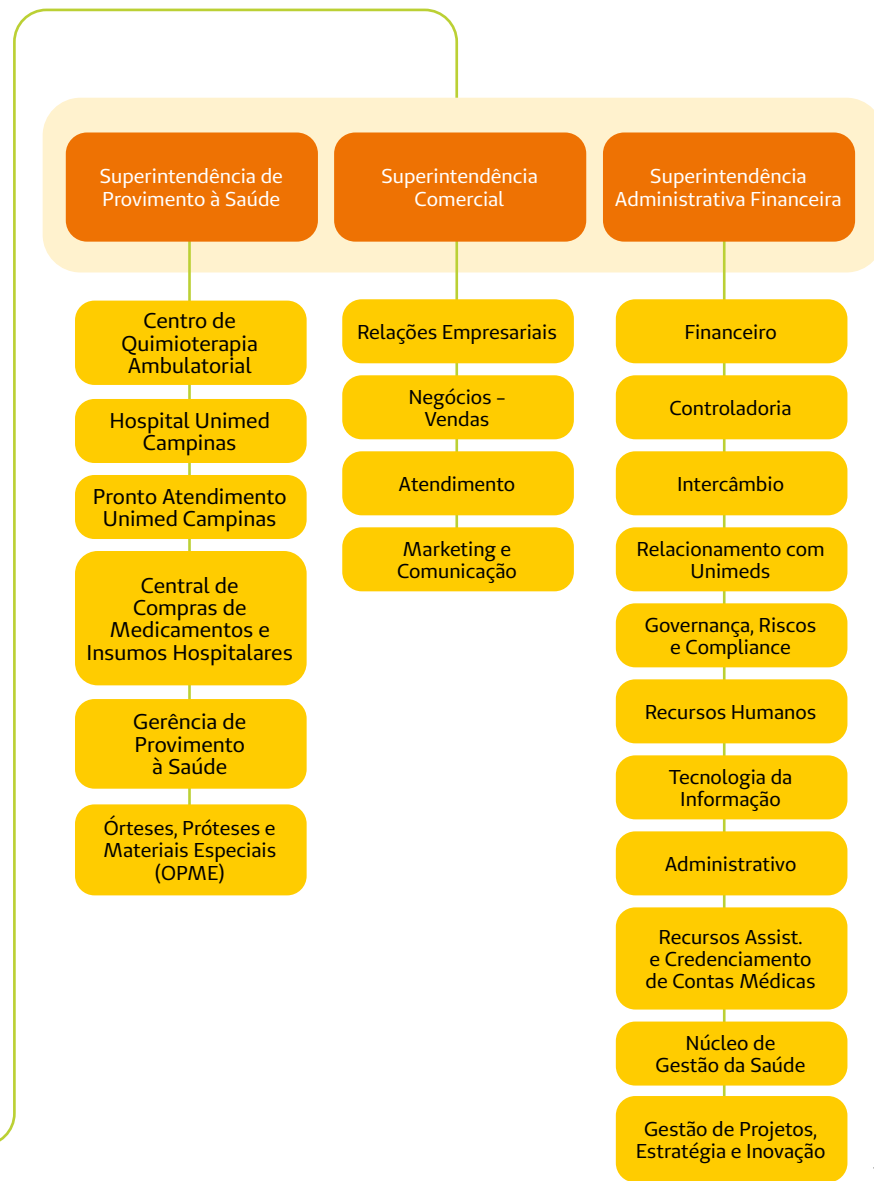 Superintendência de
Provimento à Saúde
Superintendência
Comercial
Superintendência
Administrativa Financeira
Centro de
Quimioterapia
Ambulatorial
Hospital Unimed
Campinas
Pronto Atendimento
Unimed Campinas
Central de
Compras de
Medicamentos e
Insumos Hospitalares
Gerência de
Provimento
à Saúde
Órteses, Próteses e
Materiais Especiais
(OPME)
Relações Empresariais
Negócios –
Vendas
Atendimento
Marketing e
Comunicação
Financeiro
Controladoria
Intercâmbio
Relacionamento com
Unimeds
Governança, Riscos
e Compliance
Recursos Humanos
Tecnologia da
Informação
Administrativo
Recursos Assist.
e Credenciamento
de Contas Médicas
Núcleo de
Gestão da Saúde
Gestão de Projetos,
Estratégia e Inovação